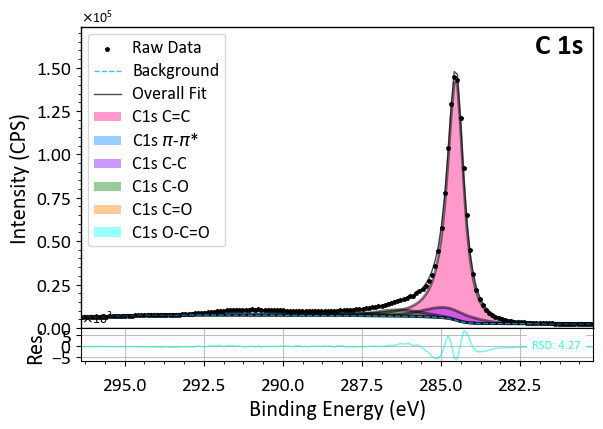 ×10⁵
C 1s
Raw Data
Background
Overall Fit
C1s C=C
C1s π-π*
C1s C-C
C1s C-O
C1s C=O
C1s O-C=O
Intensity (CPS)
1.50
1.25
1.00
0.75
0.50
0.25
0.00
Res.
5
0
−5
RSD: 4.27
295.0 292.5 290.0 287.5 285.0 282.5
Binding Energy (eV)